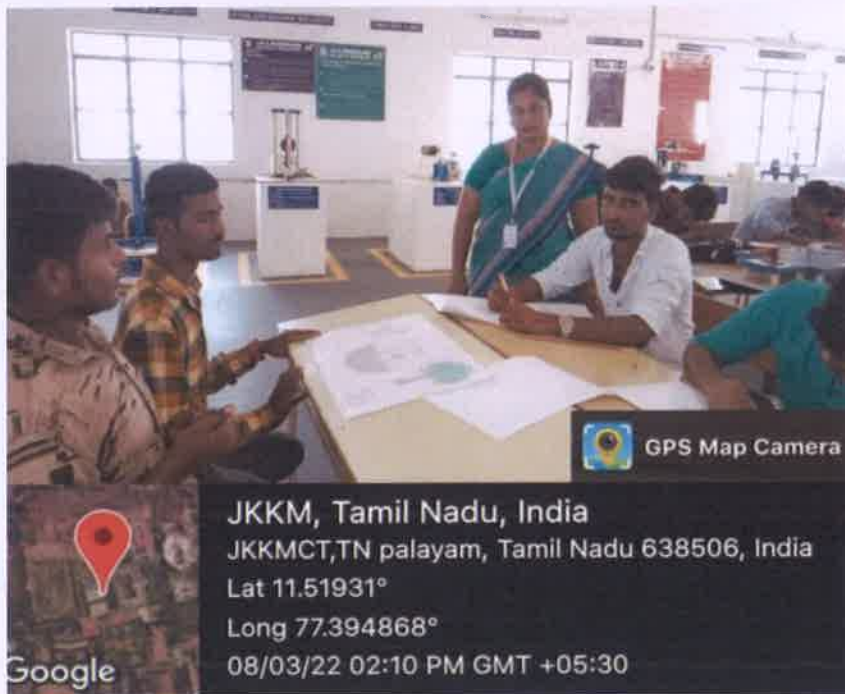 GPS Map Camera
JKKM, Tamil Nadu, India
JKKMCT,TN palayam, Tamil Nadu 638506, India
Lat 11.51931°
Long 77.394868°
08/03/22 02:10 PM GMT +05:30
Google